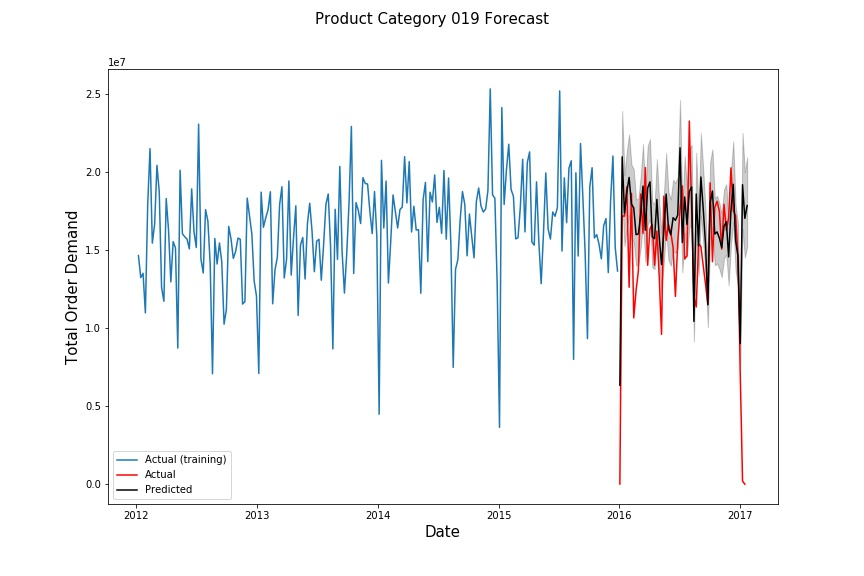 Product Category 019 Forecast
1e7
2.5
2.0
1.5
1.0
0.5
0.0
Total Order Demand
Actual (training)
Actual
Predicted
2012 2013 2014 2015 2016 2017
Date